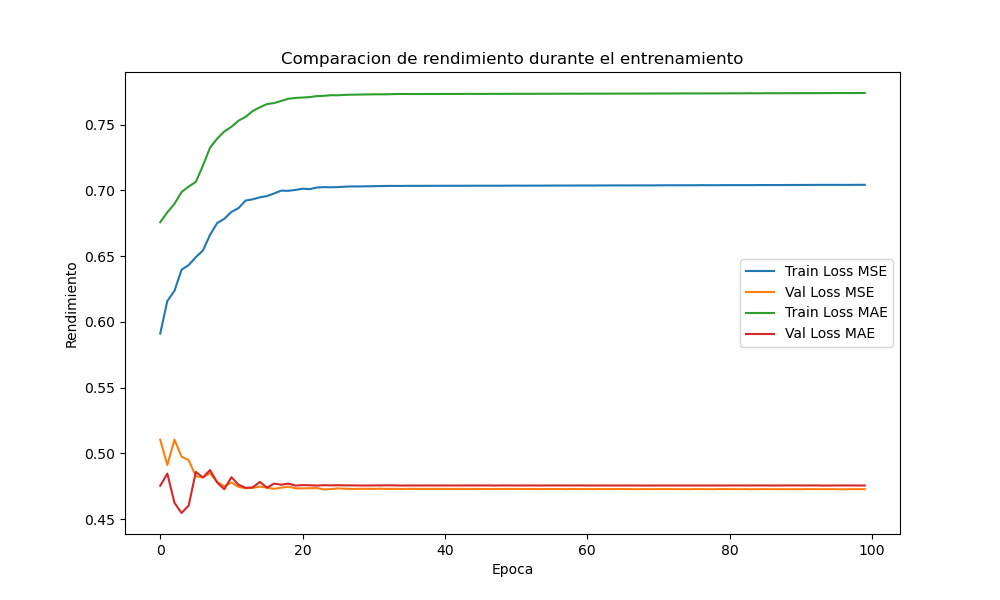 Comparacion de rendimiento durante el entrenamiento
Rendimiento
0.75
0.70
0.65
0.60
0.55
0.50
0.45
Train Loss MSE
Val Loss MSE
Train Loss MAE
Val Loss MAE
0 20 40 60 80 100
Epoca